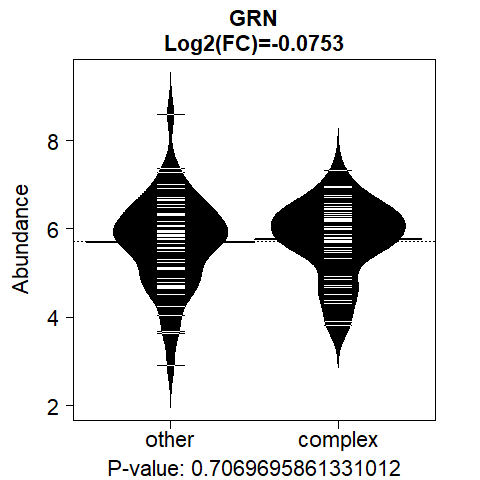 GRN
Log2(FC)=-0.0753
Abundance
8
6
4
2
other complex
P-value: 0.7069695861331012